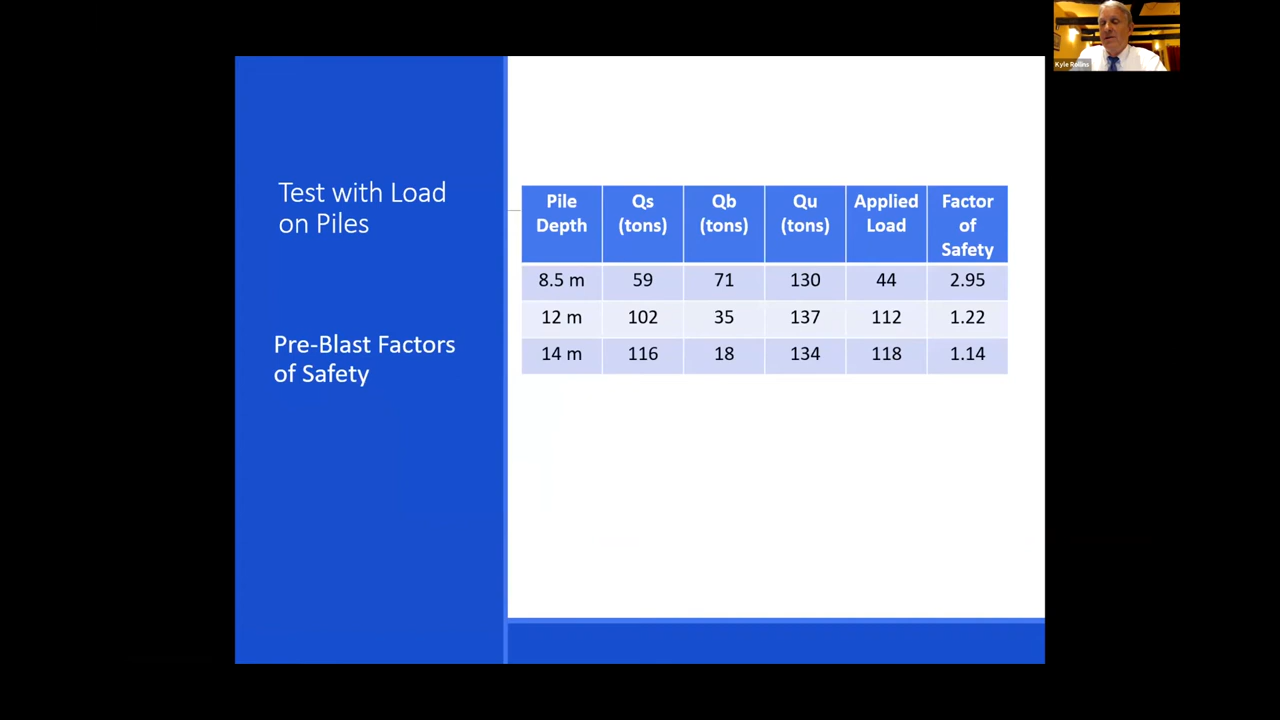 Kyle Rollins
Test with Load
on Piles
Pre-Blast Factors
of Safety
Pile Depth | Qs (tons) | Qb (tons) | Qu (tons) | Applied Load | Factor of Safety
8.5 m | 59 | 71 | 130 | 44 | 2.95
12 m | 102 | 35 | 137 | 112 | 1.22
14 m | 116 | 18 | 134 | 118 | 1.14